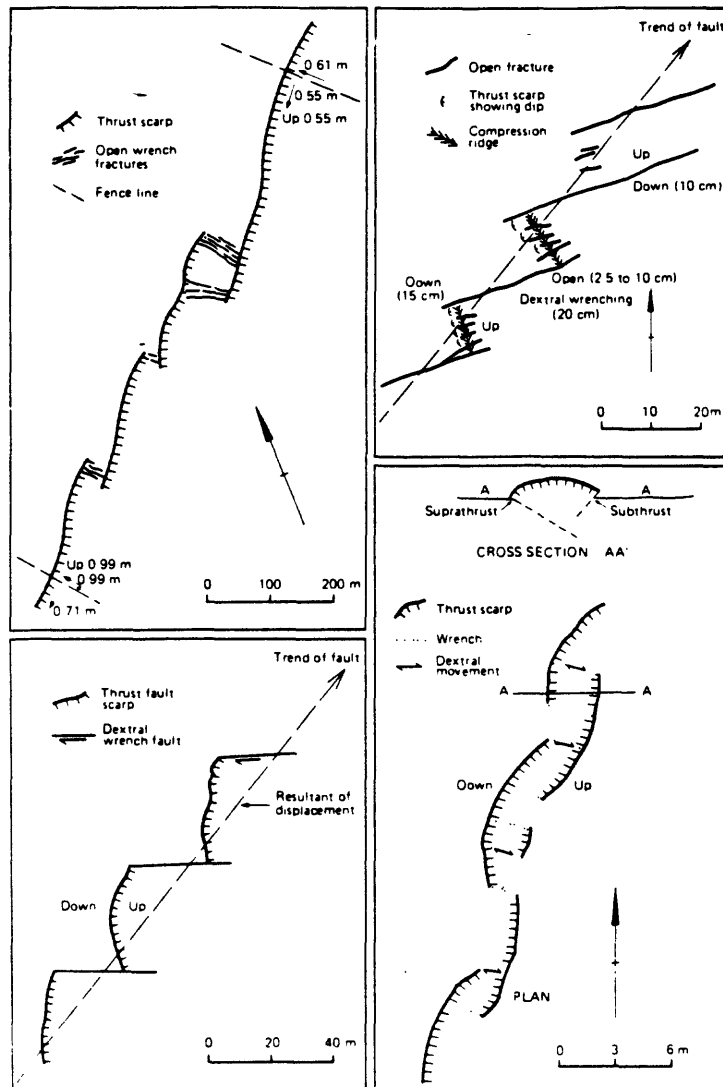 0 61 m
0 55 m
Up 0 55 m
Thrust scarp
Open wrench
fractures
Fence line
Up 0 99 m
0 99 m
0 71 m
0 100 200 m
Trend of fault
Open fracture
Thrust scarp
showing dip
Compression
ridge
Up
Down (10 cm)
Down
(15 cm)
Open (2 5 to 10 cm)
Dextral wrenching
(20 cm)
Up
0 10 20 m
Trend of fault
Thrust fault
scarp
Dextral
wrench fault
Resultant of
displacement
Down Up
0 20 40 m
A A
Suprathrust Subthrust
CROSS SECTION AA'
Thrust scarp
Wrench
Dextral
movement
A A
Down
Up
PLAN
0 3 6 m